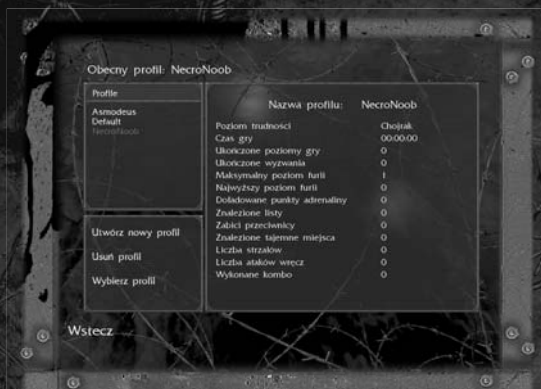 Obecny profil: NecroNoob
Profile
Asmodeus
Default
NecroNoob
Utwórz nowy profil
Usuń profil
Wybierz profil
Nazwa profilu: NecroNoob
Poziom trudności Chojrak
Czas gry 00:00:00
Ukończone poziomy gry 0
Ukończone wyzwania 0
Maksymalny poziom furii 1
Najwyższy poziom furii 0
Doładowane punkty adrenaliny 0
Znalezione listy 0
Zabici przeciwnicy 0
Znalezione tajemne miejsca 0
Liczba strzałów 0
Liczba ataków wręcz 0
Wykonane kombo 0
Wstecz